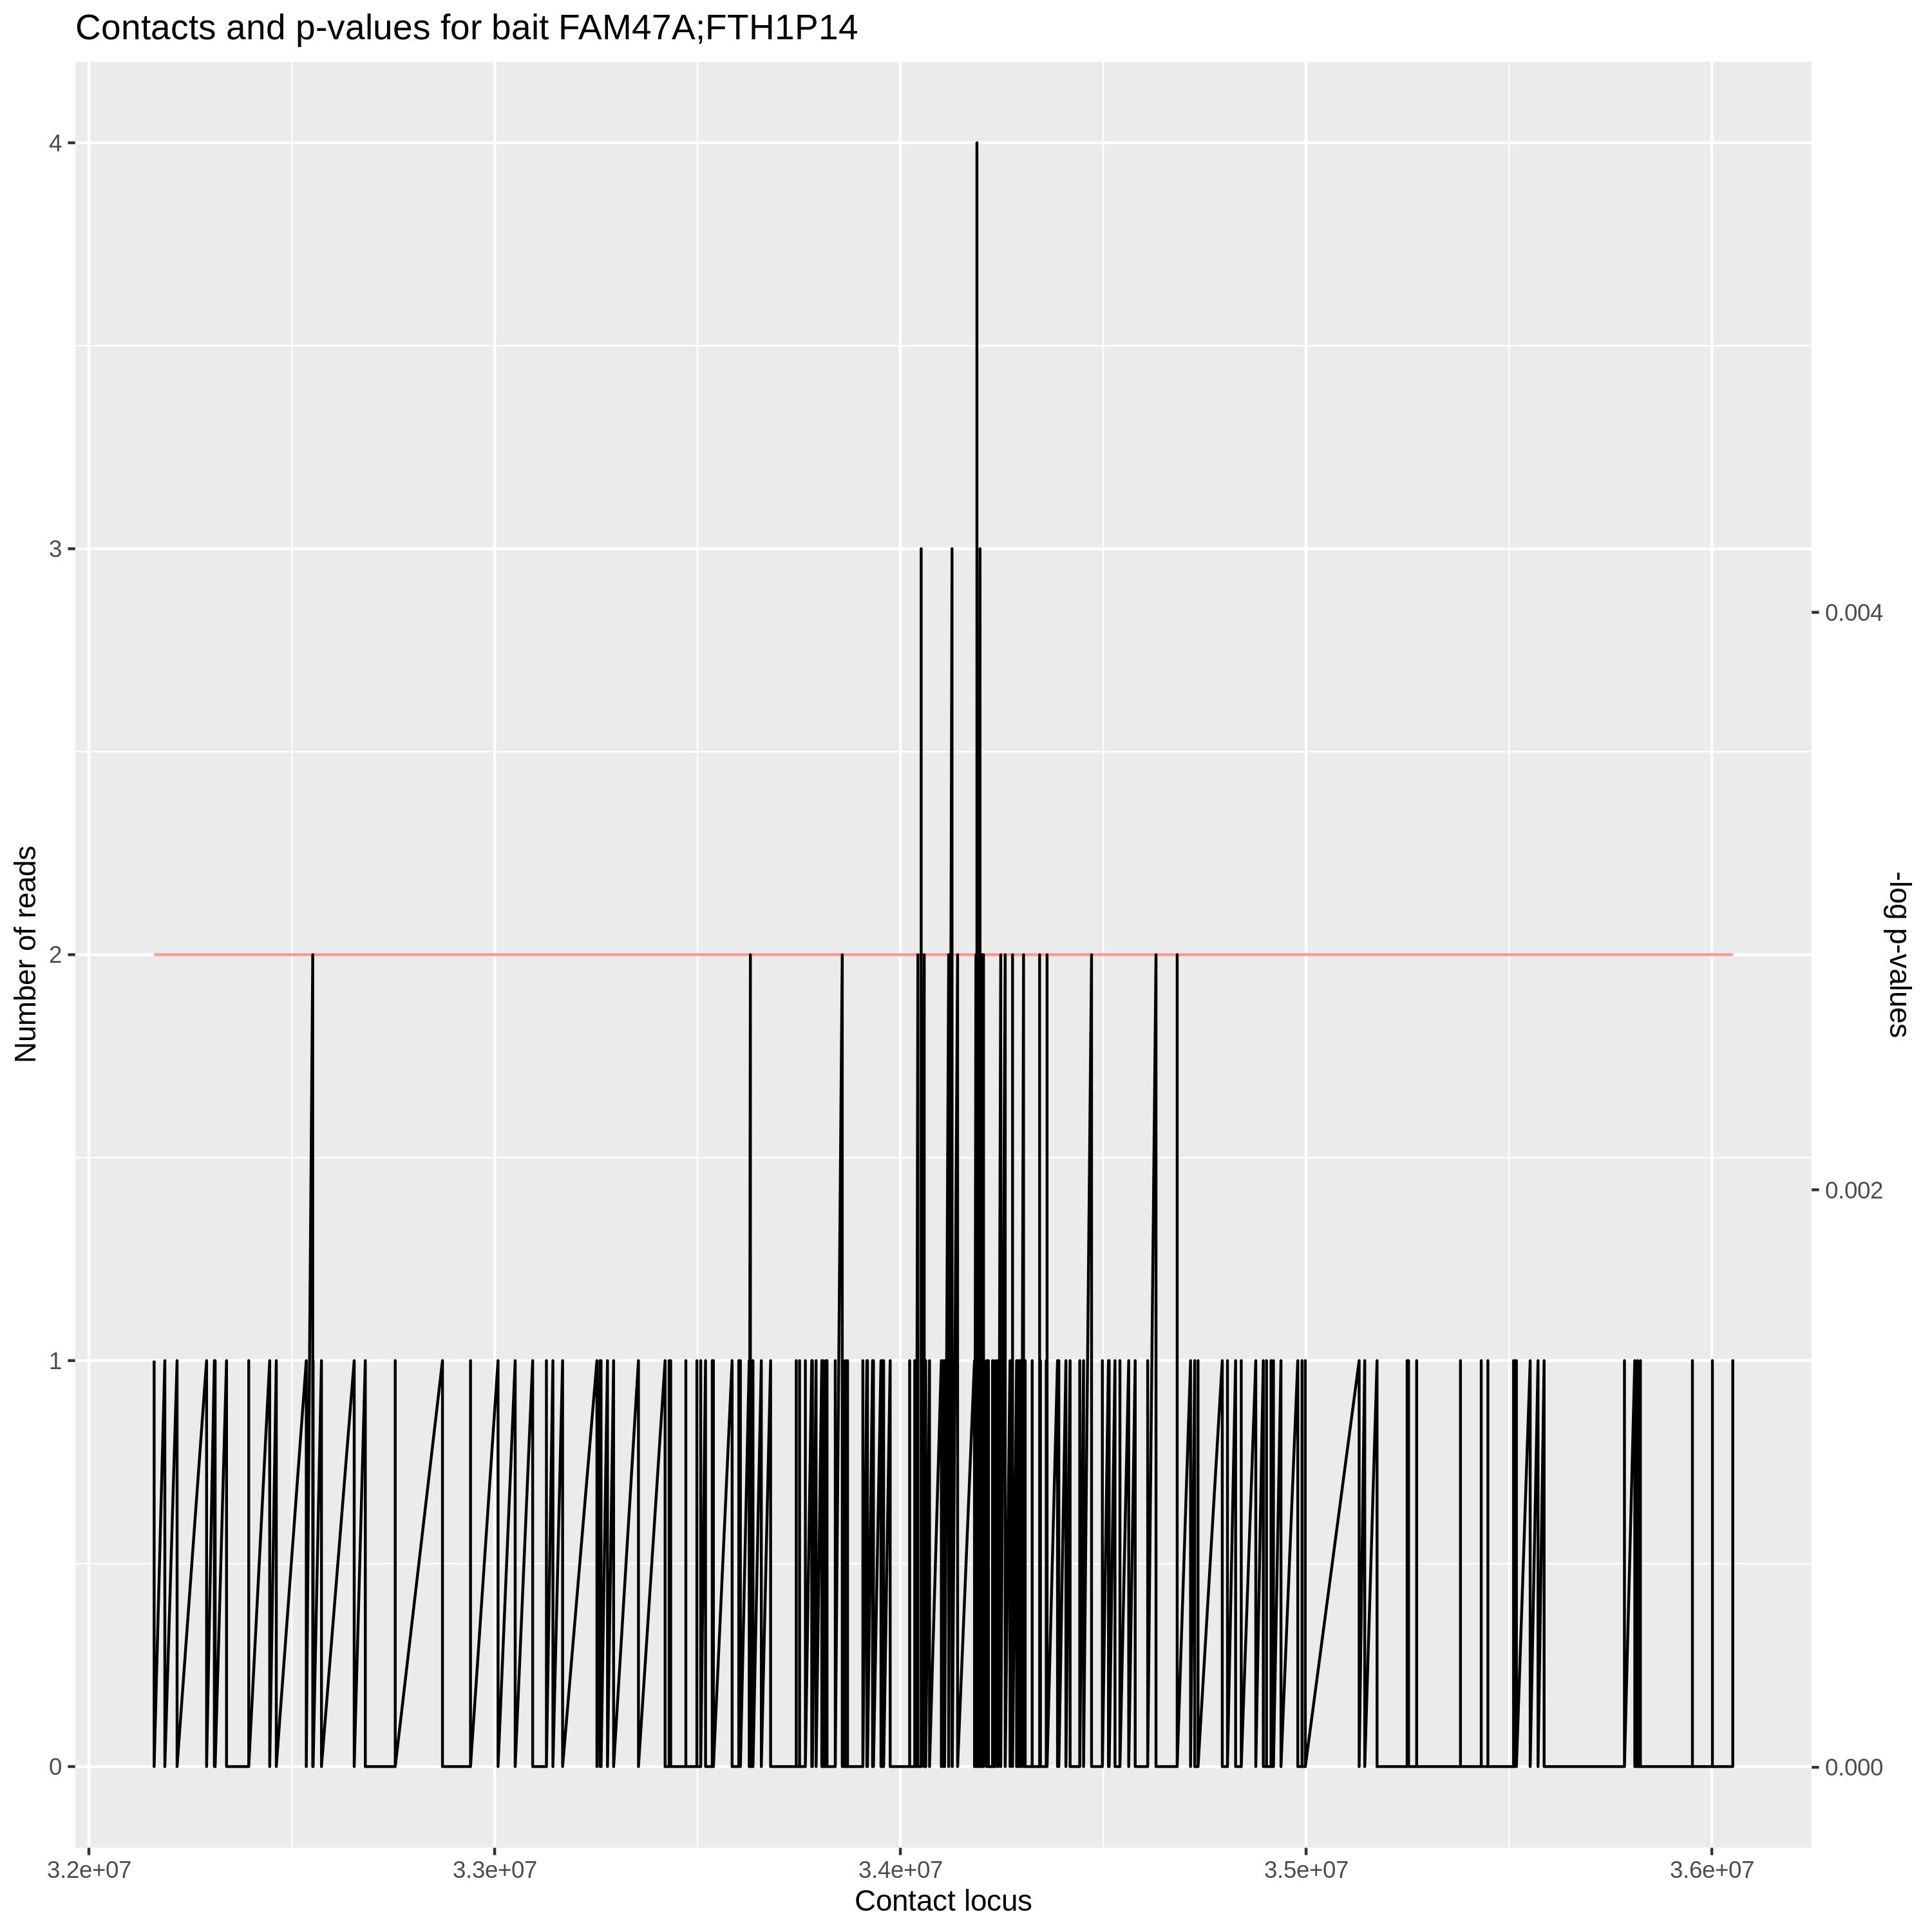 Contacts and p-values for bait FAM47A;FTH1P14
4
3
2
1
0
Number of reads
0.004
0.002
0.000
-log p-values
3.2e+07
3.3e+07
3.4e+07
3.5e+07
3.6e+07
Contact locus